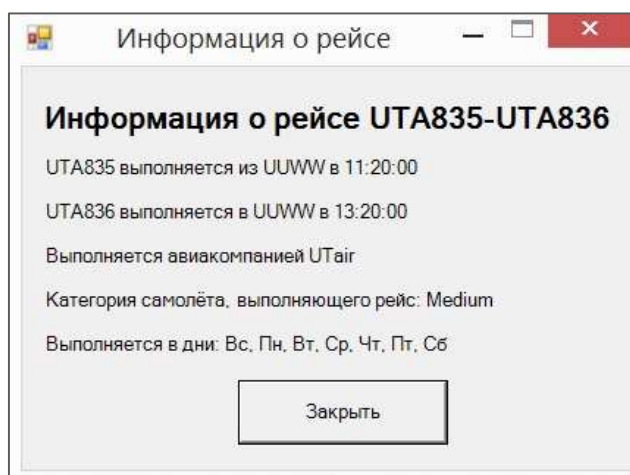 Информация о рейсе
Информация о рейсе UTA835-UTA836
UTA835 выполняется из UUWW в 11:20:00
UTA836 выполняется в UUWW в 13:20:00
Выполняется авиакомпанией UTair
Категория самолёта, выполняющего рейс: Medium
Выполняется в дни: Вс, Пн, Вт, Ср, Чт, Пт, Сб
Закрыть